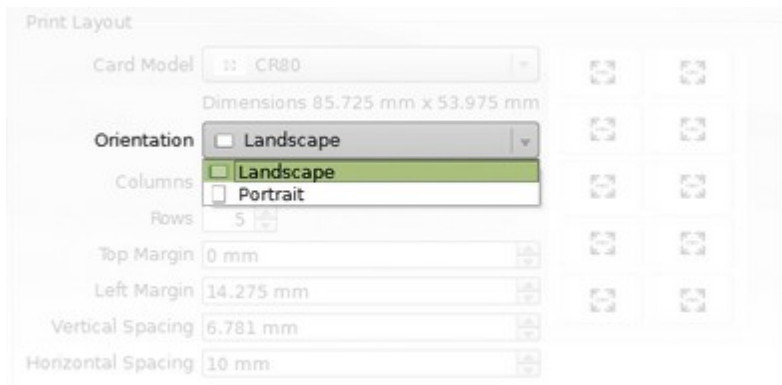 Print Layout
Card Model CR80
Dimensions 85.725 mm x 53.975 mm
Orientation Landscape
Landscape
Columns
Portrait
Rows 5
Top Margin 0 mm
Left Margin 14.275 mm
Vertical Spacing 6.781 mm
Horizontal Spacing 10 mm